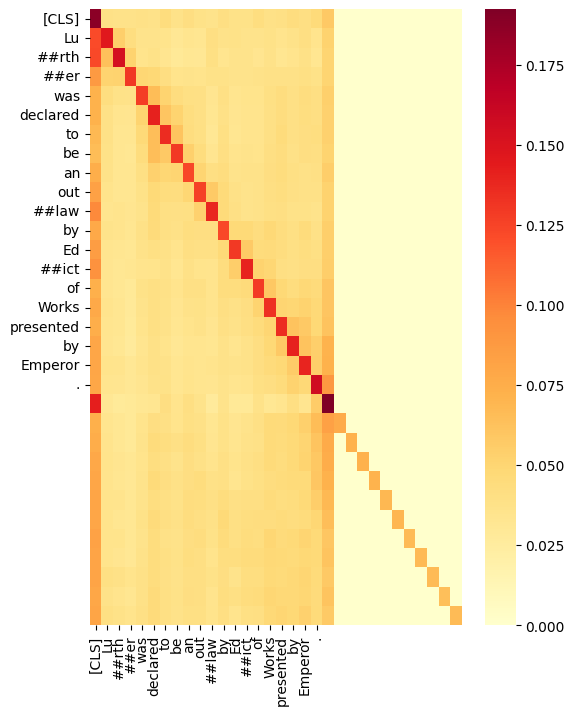 [CLS]
Lu
##rth
##er
was
declared
to
be
an
out
##law
by
Ed
##ict
of
Works
presented
by
Emperor
.
0.175
0.150
0.125
0.100
0.075
0.050
0.025
0.000
[CLS] Lu ##rth ##er was declared to be an out ##law by Ed ##ict of Works presented by Emperor .